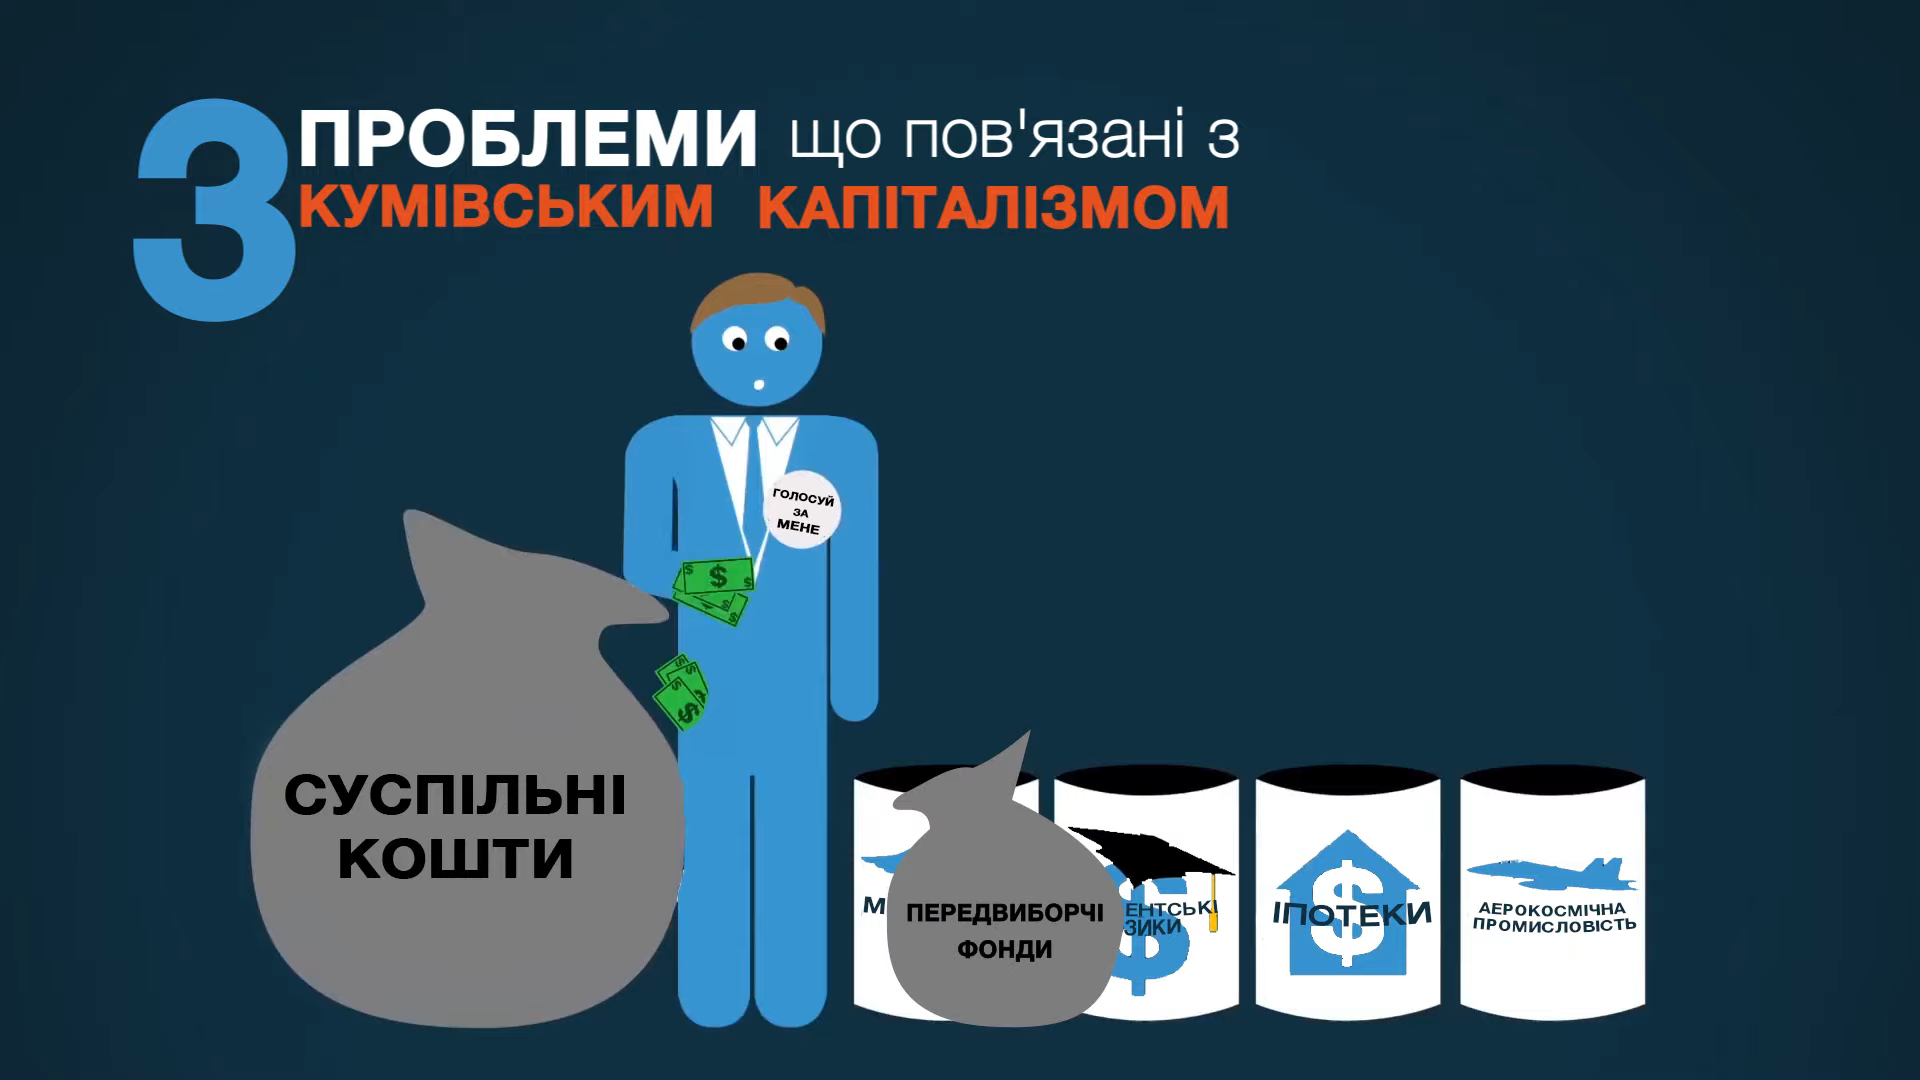 3 ПРОБЛЕМИ що пов'язані з
КУМІВСЬКИМ КАПІТАЛІЗМОМ
ГОЛОСУЙ
ЗА
МЕНЕ
СУСПІЛЬНІ
КОШТИ
ПЕРЕДВИБОРЧІ
ФОНДИ
ІПОТЕКИ
АЕРОКОСМІЧНА
ПРОМИСЛОВІСТЬ